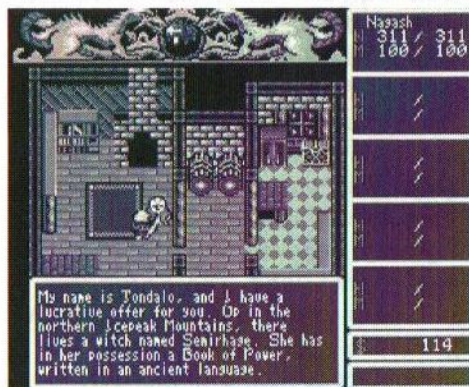 Nagash
H 311/ 311
M 100/ 100
H /
M /
H /
M /
H /
M /
H /
M /
$ 114
My name is Tondalo, and I have a
lucrative offer for you. Up in the
northern Icepeak Mountains, there
lives a witch named Semirhage. She has
in her possession a Book of Power,
written in an ancient language.